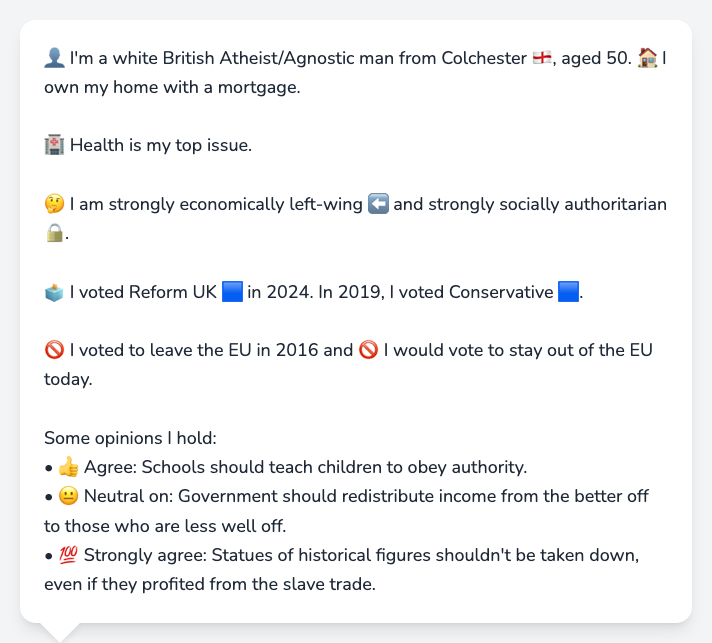 👤 I'm a white British Atheist/Agnostic man from Colchester 🏴󠁧󠁢󠁥󠁮󠁧󠁿, aged 50. 🏠 I
own my home with a mortgage.
🏥 Health is my top issue.
🤔 I am strongly economically left-wing ⬅️ and strongly socially authoritarian
🔒.
🗳️ I voted Reform UK 🟦 in 2024. In 2019, I voted Conservative 🟦.
🚫 I voted to leave the EU in 2016 and 🚫 I would vote to stay out of the EU
today.
Some opinions I hold:
• 👍 Agree: Schools should teach children to obey authority.
• 😐 Neutral on: Government should redistribute income from the better off
to those who are less well off.
• 💯 Strongly agree: Statues of historical figures shouldn't be taken down,
even if they profited from the slave trade.